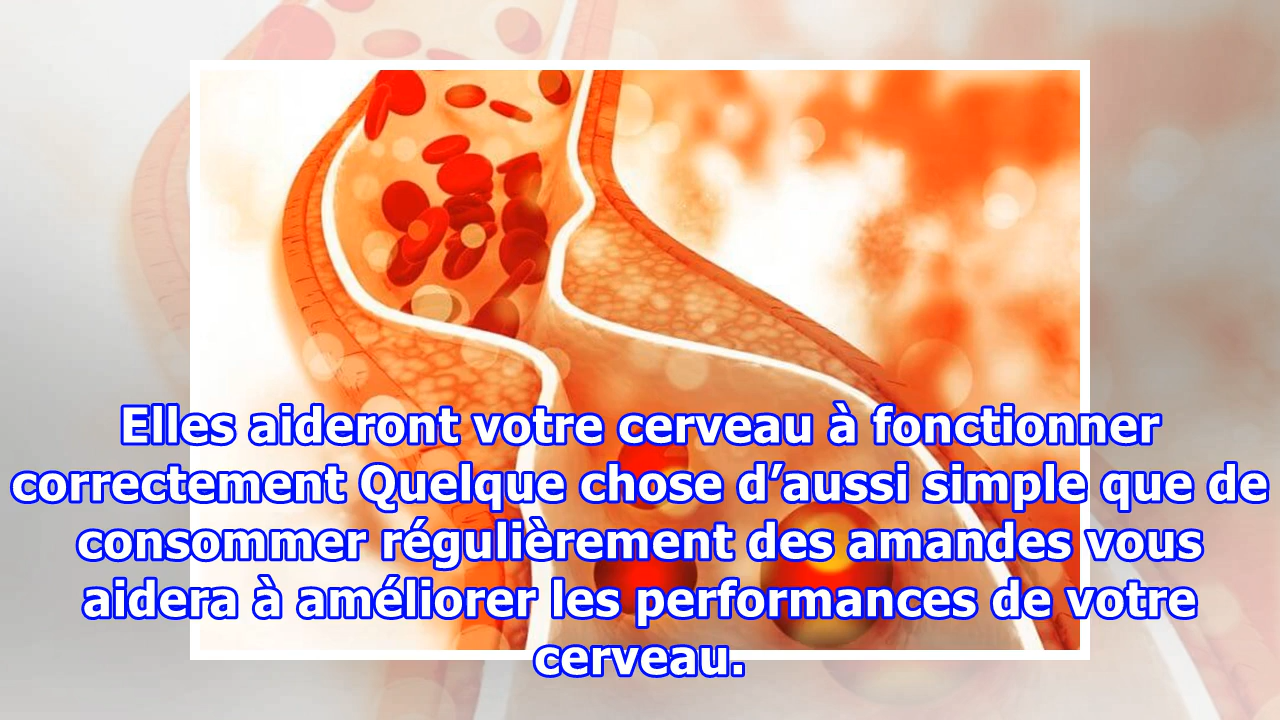 Elles aideront votre cerveau à fonctionner
correctement Quelque chose d’aussi simple que de
consommer régulièrement des amandes vous
aidera à améliorer les performances de votre
cerveau.